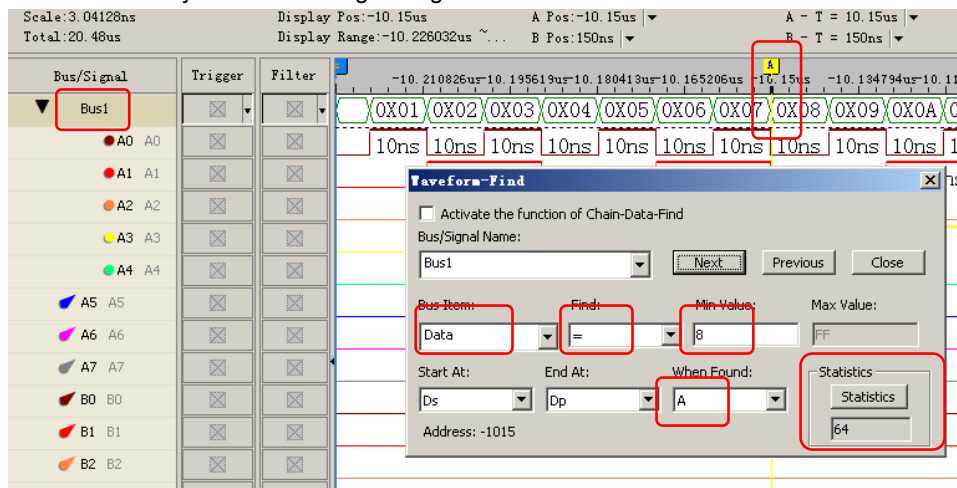 Scale:3.04128ns Display Pos:-10.15us A Pos:-10.15us A - T = 10.15us
Total:20.48us Display Range:-10.226032us ~... B Pos:150ns B - T = 150ns
A
Bus/Signal Trigger Filter -10.210826us -10.195619us -10.180413us -10.165206us -10.15us -10.134794us -10.11
Bus1 0X01 0X02 0X03 0X04 0X05 0X06 0X07 0X08 0X09 0X0A
A0 A0 10ns 10ns 10ns 10ns 10ns 10ns 10ns 10ns 10ns 10ns
A1 A1
A2 A2
A3 A3
A4 A4
A5 A5
A6 A6
A7 A7
B0 B0
B1 B1
B2 B2
Waveform-Find
Activate the function of Chain-Data-Find
Bus/Signal Name:
Bus1 Next Previous Close
Bus Item: Find: Min Value: Max Value:
Data = 8 FF
Start At: End At: When Found: Statistics
Ds Dp A Statistics
Address: -1015 64